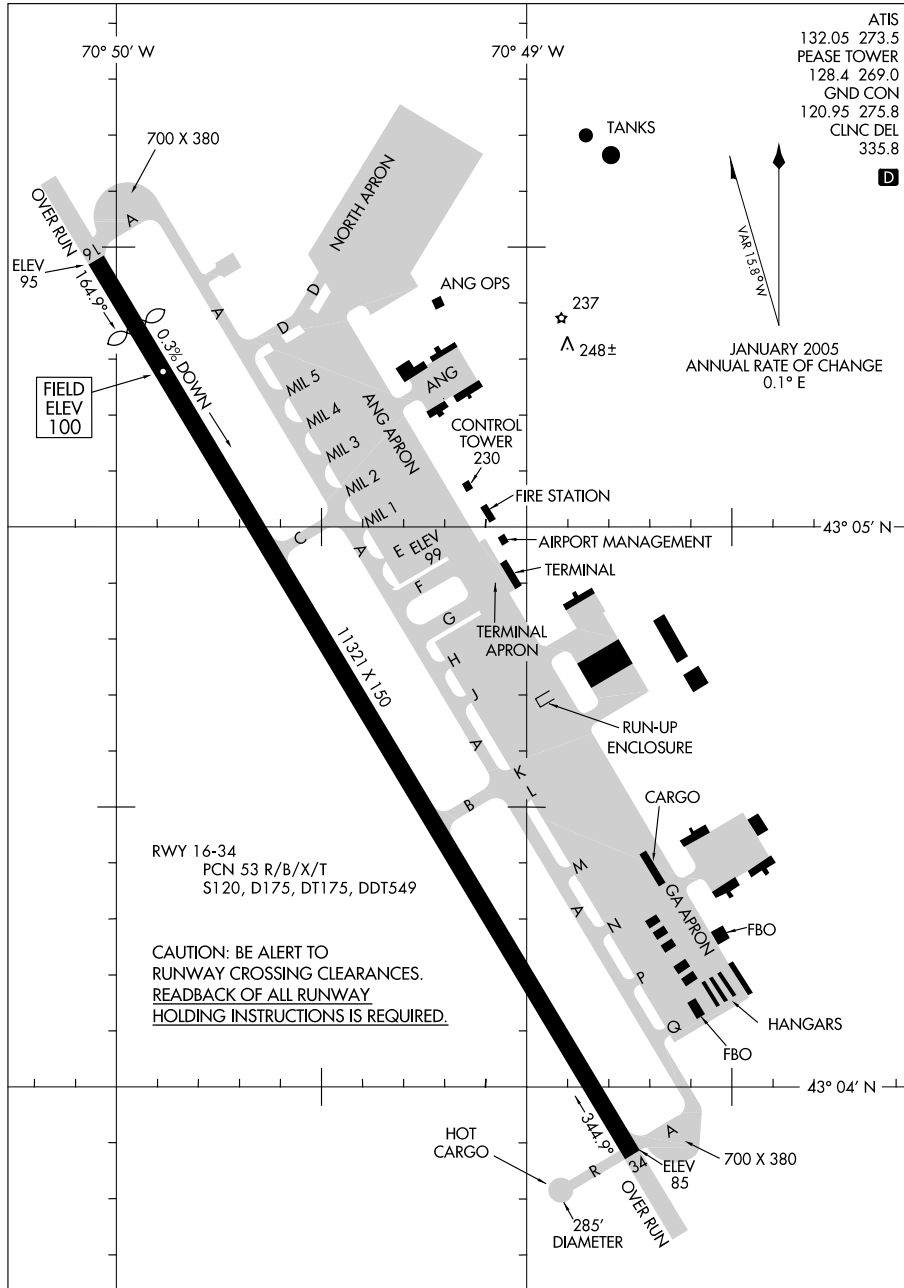 ATIS
132.05 273.5
PEASE TOWER
128.4 269.0
GND CON
120.95 275.8
CLNC DEL
335.8
D
70° 50' W
70° 49' W
TANKS
700 X 380
NORTH APRON
OVER RUN
A
16
ELEV
95
164.9°
VAR 15.8° W
JANUARY 2005
ANNUAL RATE OF CHANGE
0.1° E
ANG OPS
237
248±
A
D
D
0.3% DOWN
FIELD
ELEV
100
MIL 5
MIL 4
MIL 3
MIL 2
MIL 1
ANG
ANG APRON
CONTROL
TOWER
230
FIRE STATION
43° 05' N
AIRPORT MANAGEMENT
TERMINAL
C
A
E
ELEV
99
F
G
H
J
TERMINAL
APRON
11321 X 150
RUN-UP
ENCLOSURE
A
K
L
B
CARGO
RWY 16-34
PCN 53 R/B/X/T
S120, D175, DT175, DDT549
M
A
N
P
Q
GA APRON
FBO
CAUTION: BE ALERT TO
RUNWAY CROSSING CLEARANCES.
READBACK OF ALL RUNWAY
HOLDING INSTRUCTIONS IS REQUIRED.
HANGARS
FBO
43° 04' N
344.9°
HOT
CARGO
A
700 X 380
R
34
ELEV
85
OVER RUN
285'
DIAMETER